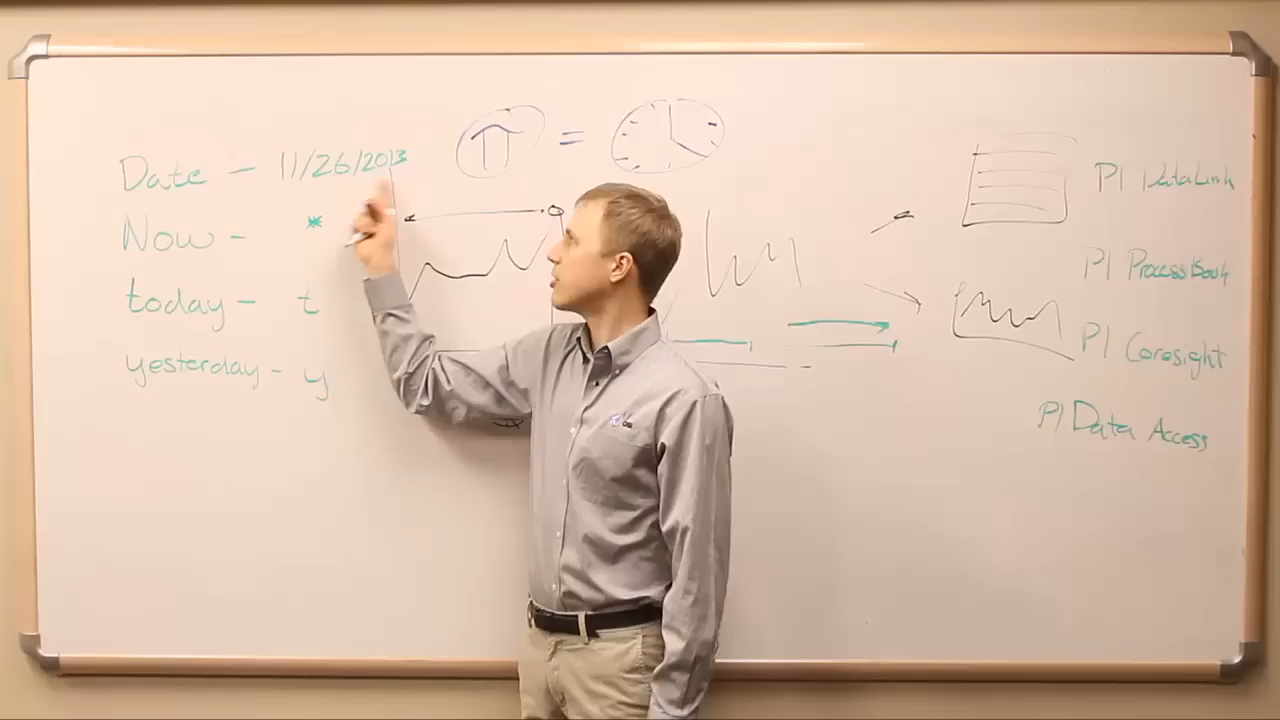 Date - 11/26/2013
Now - *
today - t
yesterday - y
π =
PI DataLink
PI ProcessBook
PI Coresight
PI Data Access